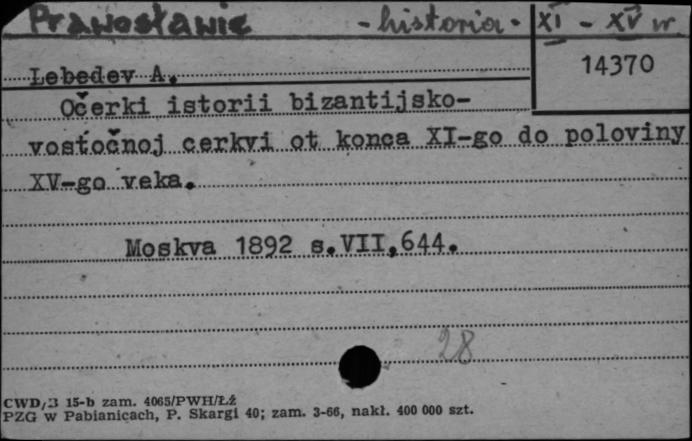 Prawosławie - historia - XI - XV w.
14370
Lebedev A.
Očerki istorii bizantijsko-
vostočnoj cerkvi ot konca XI-go do poloviny
XV-go veka.
Moskva 1892 s.VII,644.
28
CWD/3 15-b zam. 4065/PWH/Łź
PZG w Pabianicach, P. Skargi 40; zam. 3-66, nakł. 400 000 szt.